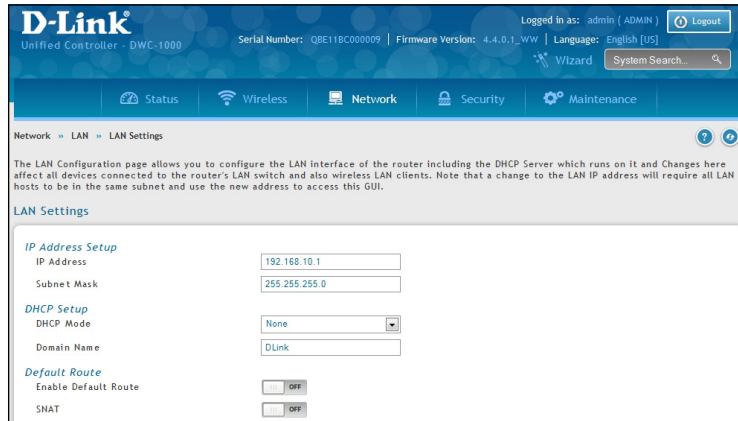 D-Link®
Logged in as: admin ( ADMIN ) Logout
Unified Controller - DWC-1000
Serial Number: QBE11BC000009 | Firmware Version: 4.4.0.1_WW | Language: English [US]
Wizard System Search...
Status Wireless Network Security Maintenance
Network » LAN » LAN Settings
The LAN Configuration page allows you to configure the LAN interface of the router including the DHCP Server which runs on it and Changes here
affect all devices connected to the router's LAN switch and also wireless LAN clients. Note that a change to the LAN IP address will require all LAN
hosts to be in the same subnet and use the new address to access this GUI.
LAN Settings
IP Address Setup
IP Address 192.168.10.1
Subnet Mask 255.255.255.0
DHCP Setup
DHCP Mode None
Domain Name DLink
Default Route
Enable Default Route OFF
SNAT OFF